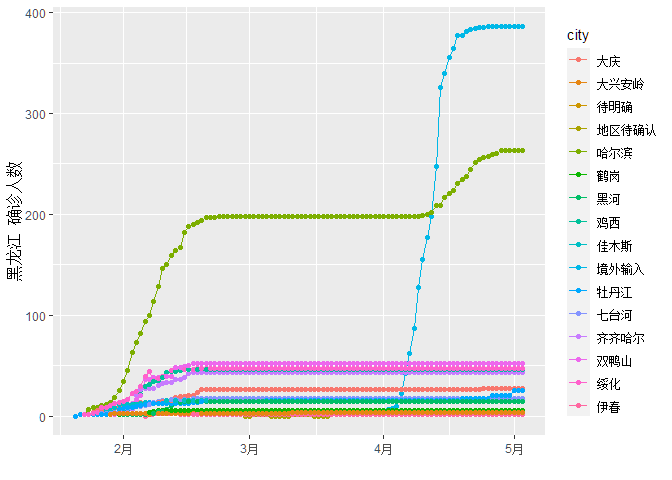 黑龙江 确诊人数
400
300
200
100
0
2月
3月
4月
5月
city
大庆
大兴安岭
待明确
地区待确认
哈尔滨
鹤岗
黑河
鸡西
佳木斯
境外输入
牡丹江
七台河
齐齐哈尔
双鸭山
绥化
伊春